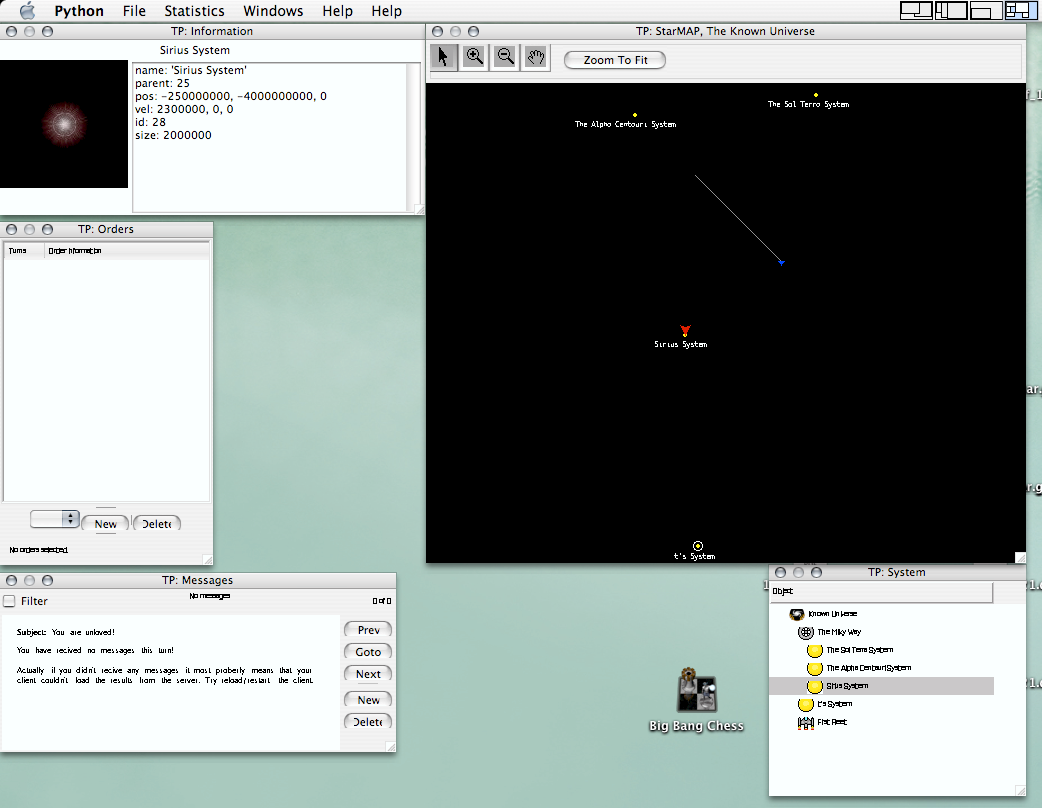 Python File Statistics Windows Help Help
TP: Information
Sirius System
name: 'Sirius System'
parent: 25
pos: -250000000, -4000000000, 0
vel: 2300000, 0, 0
id: 28
size: 2000000
TP: StarMAP, The Known Universe
Zoom To Fit
The Sol Terra System
The Alpha Centauri System
Sirius System
t's System
TP: Orders
Turns Order Information
New Delete
No orders selected.
TP: Messages
Filter
No messages
0 of 0
Subject: You are unloved!
You have recived no messages this turn!
Actually if you didn't recive any messages it most properly means that your
client couldn't load the results from the server. Try reload/restart the client.
Prev
Goto
Next
New
Delete
TP: System
Object
Known Universe
The Milky Way
The Sol Terra System
The Alpha Centauri System
Sirius System
t's System
First Fleet
Big Bang Chess